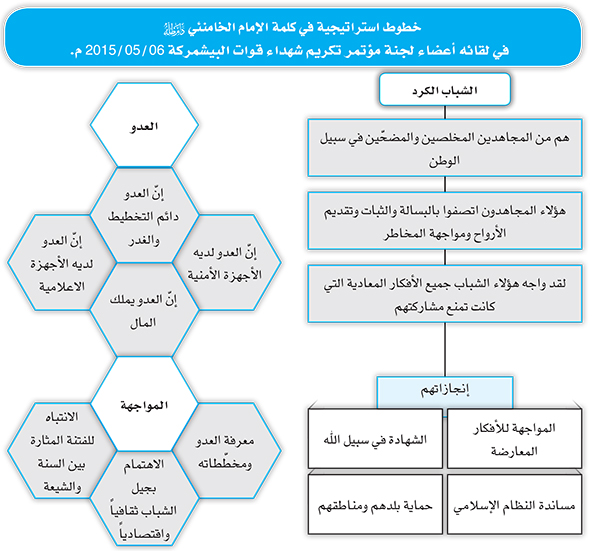 خطوط استراتيجية في كلمة الإمام الخامنئي
في لقائه أعضاء لجنة مؤتمر تكريم شهداء قوات البيشمركة 2015/05/06 م.
الشباب الكرد
هم من المجاهدين المخلصين والمضحّين في سبيل
الوطن
هؤلاء المجاهدون اتصفوا بالبسالة والثبات وتقديم
الأرواح ومواجهة المخاطر
لقد واجه هؤلاء الشباب جميع الأفكار المعادية التي
كانت تمنع مشاركتهم
إنجازاتهم
المواجهة للأفكار
المعارضة
الشهادة في سبيل الله
مساندة النظام الإسلامي
حماية بلدهم ومناطقهم
العدو
إنّ العدو
دائم التخطيط
والغدر
إنّ العدو لديه
الأجهزة الأمنية
إنّ العدو
لديه الأجهزة
الاعلامية
إنّ العدو يملك
المال
المواجهة
معرفة العدو
ومخطّطاته
الانتباه
للفتنة المثارة
بين السنة
والشيعة
الاهتمام
بجيل
الشباب ثقافياً
واقتصادياً